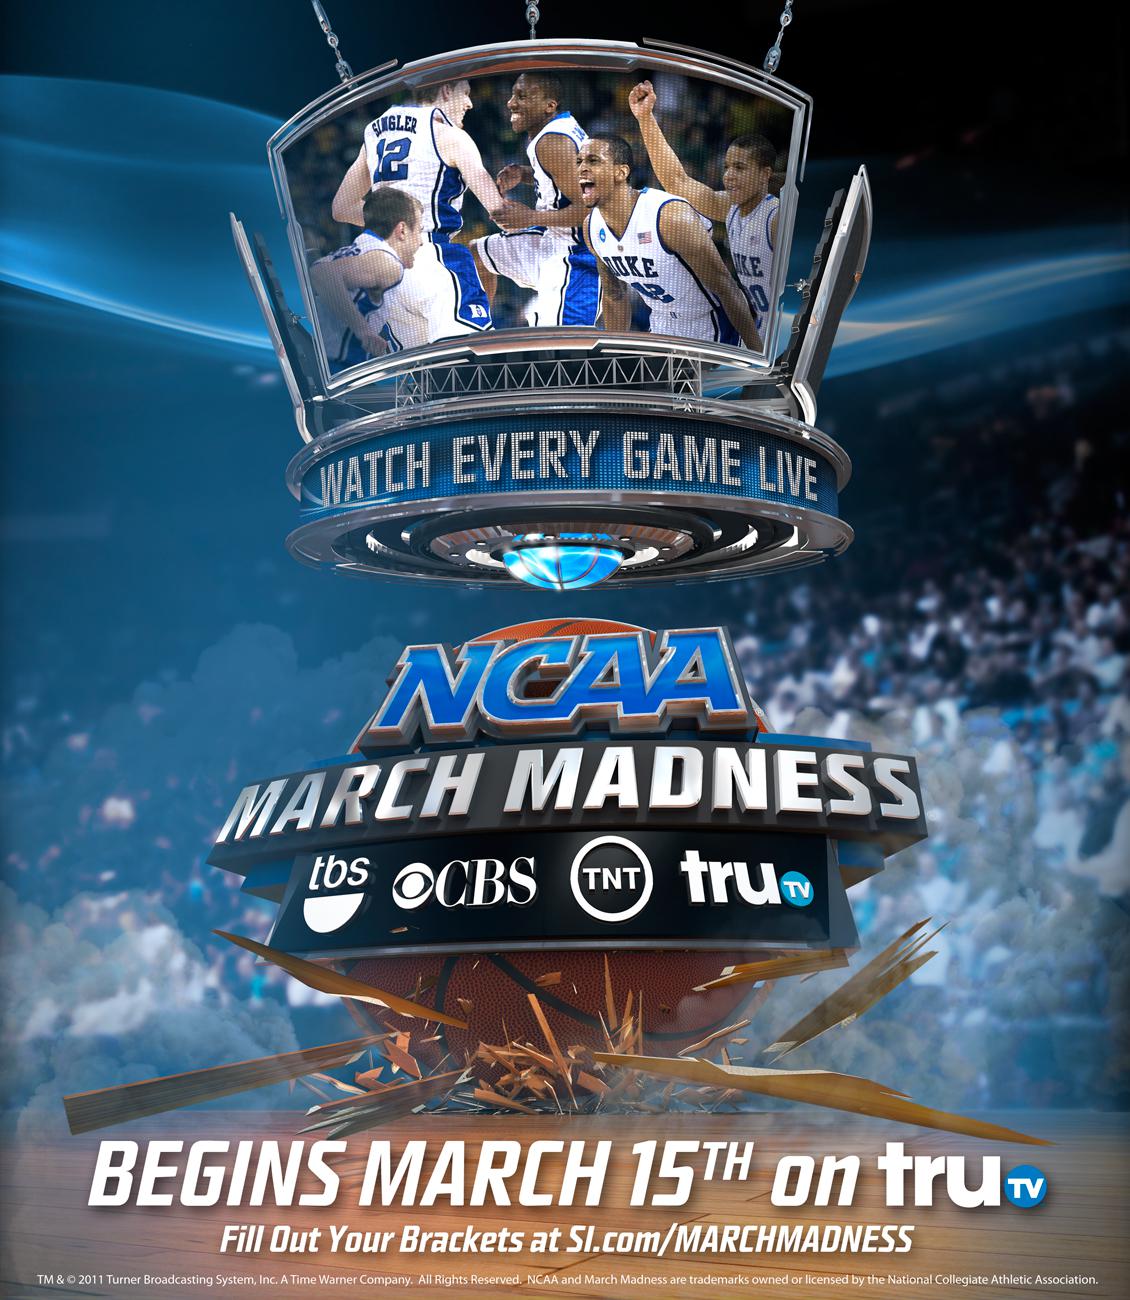 SINGLER
12
DUKE
WATCH EVERY GAME LIVE
NCAA
MARCH MADNESS
tbs CBS TNT truTV
BEGINS MARCH 15TH on truTV
Fill Out Your Brackets at SI.com/MARCHMADNESS
TM & © 2011 Turner Broadcasting System, Inc. A Time Warner Company. All Rights Reserved. NCAA and March Madness are trademarks owned or licensed by the National Collegiate Athletic Association.